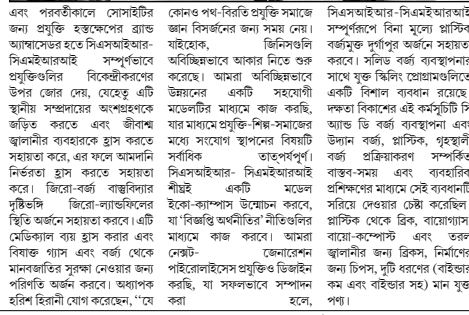 এবং পরবর্তীকালে সোসাইটির
জন্য প্রযুক্তি হস্তক্ষেপের ব্র্যান্ড
অ্যাম্বাসেডর হতে সিএসআইআর-
সিএমইআরআই সম্পূর্ণভাবে
প্রযুক্তিগুলির বিকেন্দ্রীকরণের
উপর জোর দেয়, যেহেতু এটি
স্থানীয় সম্প্রদায়ের অংশগ্রহণকে
জড়িত করতে এবং জীবাশ্ম
জ্বালানীর ব্যবহারকে হ্রাস করতে
সহায়তা করে, এর ফলে আমদানি
নির্ভরতা হ্রাস করতে সহায়তা
করে। জিরো-বর্জ্য বাস্তুবিদ্যার
দৃষ্টিভঙ্গি জিরো-ল্যান্ডফিলের
স্থিতি অর্জনে সহায়তা করবে। এটি
মেডিক্যাল ব্যয় হ্রাস করার এবং
বিষাক্ত গ্যাস এবং বর্জ্য থেকে
মানবজাতির সুরক্ষা নেওয়ার জন্য
পরিণতি অর্জন করবে। অধ্যাপক
হরিশ হিরানী যোগ করেছেন, ‘‘যে
কোনও পথ-বিরতি প্রযুক্তি সমাজে
জ্ঞান বিসর্জনের জন্য সময় নেয়।
যাইহোক, জিনিসগুলি
অবিচ্ছিন্নভাবে আকার নিতে শুরু
করেছে। আমরা অবিচ্ছিন্নভাবে
উন্নয়নের একটি সহযোগী
মডেলটির মাধ্যমে কাজ করছি,
যার মাধ্যমে প্রযুক্তি-শিল্প-সমাজের
মধ্যে সংযোগ স্থাপনের বিষয়টি
সর্বাধিক তাত্পর্যপূর্ণ।
সিএসআইআর- সিএমইআরআই
শীঘ্রই একটি মডেল
ইকো-ক্যাম্পাস উন্মোচন করবে,
যা ‘বিজ্ঞপ্তি অর্থনীতির’ নীতিগুলির
মাধ্যমে কাজ করবে। আমরা
নেক্সট- জেনারেশন
পাইরোলাইসেস প্রযুক্তিও ডিজাইন
করছি, যা সফলভাবে সম্পাদন
করা হলে,
সিএসআইআর-সিএমইআরআই
সম্পূর্ণরূপে বিনা মূল্যে প্লাস্টিক
বর্জ্যমুক্ত দুর্গাপুর অর্জনে সহায়তা
করবে। সলিড বর্জ্য ব্যবস্থাপনার
সাথে যুক্ত স্কিলিং প্রোগ্রামগুলিতে
একটি বিশাল ব্যবধান রয়েছে
দক্ষতা বিকাশের এই কর্মসূচিটি সি
অ্যান্ড ডি বর্জ্য ব্যবস্থাপনা এবং
উদ্যান বর্জ্য, প্লাস্টিক, গৃহস্থালী
বর্জ্য প্রক্রিয়াকরণ সম্পর্কিত
বাস্তব-সময় এবং ব্যবহারিক
প্রশিক্ষণের মাধ্যমে সেই ব্যবধানটি
সরিয়ে দেওয়ার চেষ্টা করেছিল
প্লাস্টিক থেকে ব্রিক, বায়োগ্যাস
বায়ো-কম্পোস্ট এবং তরল
জ্বালানীর জন্য ব্রিকস, নির্মাণের
জন্য চিপস, দুটি ধরণের (বাইন্ডার
কম এবং বাইন্ডার সহ) মান যুক্ত
পণ্য।